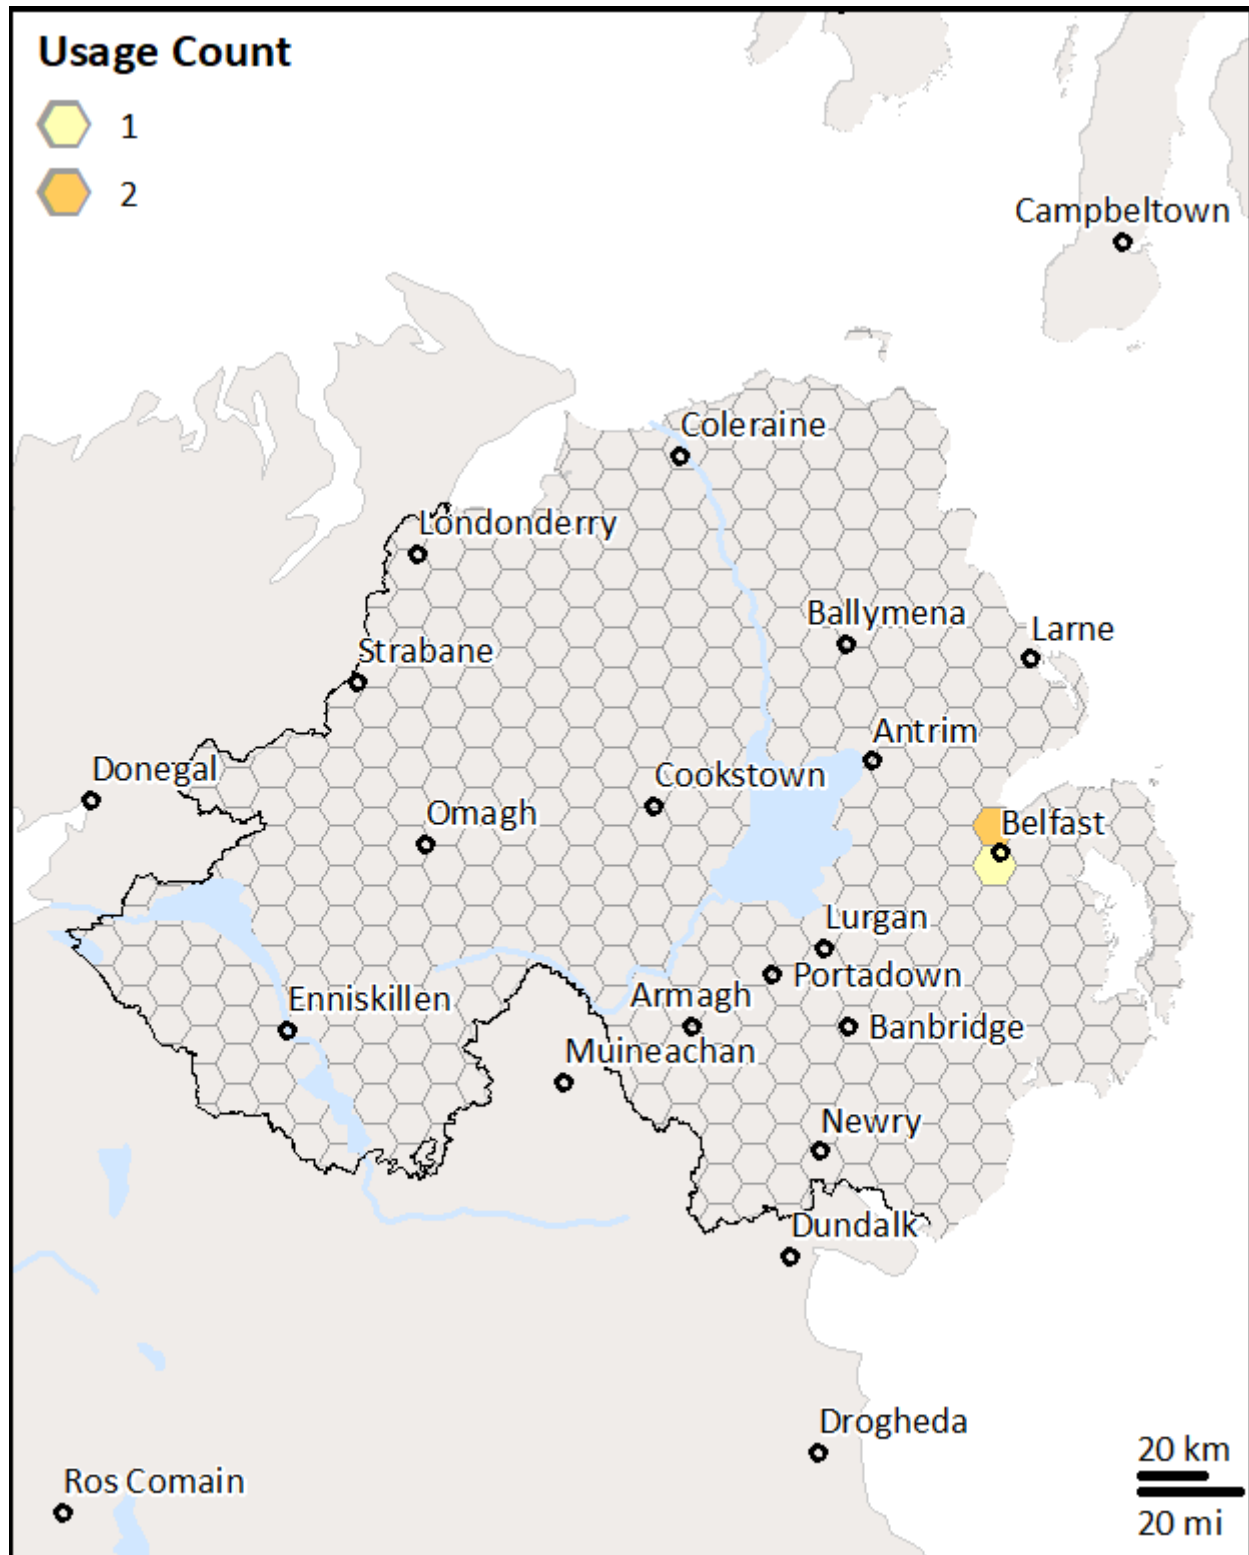 Usage Count
1
2
Campbeltown
Coleraine
Londonderry
Ballymena
Larne
Strabane
Antrim
Donegal
Cookstown
Omagh
Belfast
Lurgan
Portadown
Enniskillen
Armagh
Banbridge
Muineachan
Newry
Dundalk
Drogheda
20 km
Ros Comain
20 mi